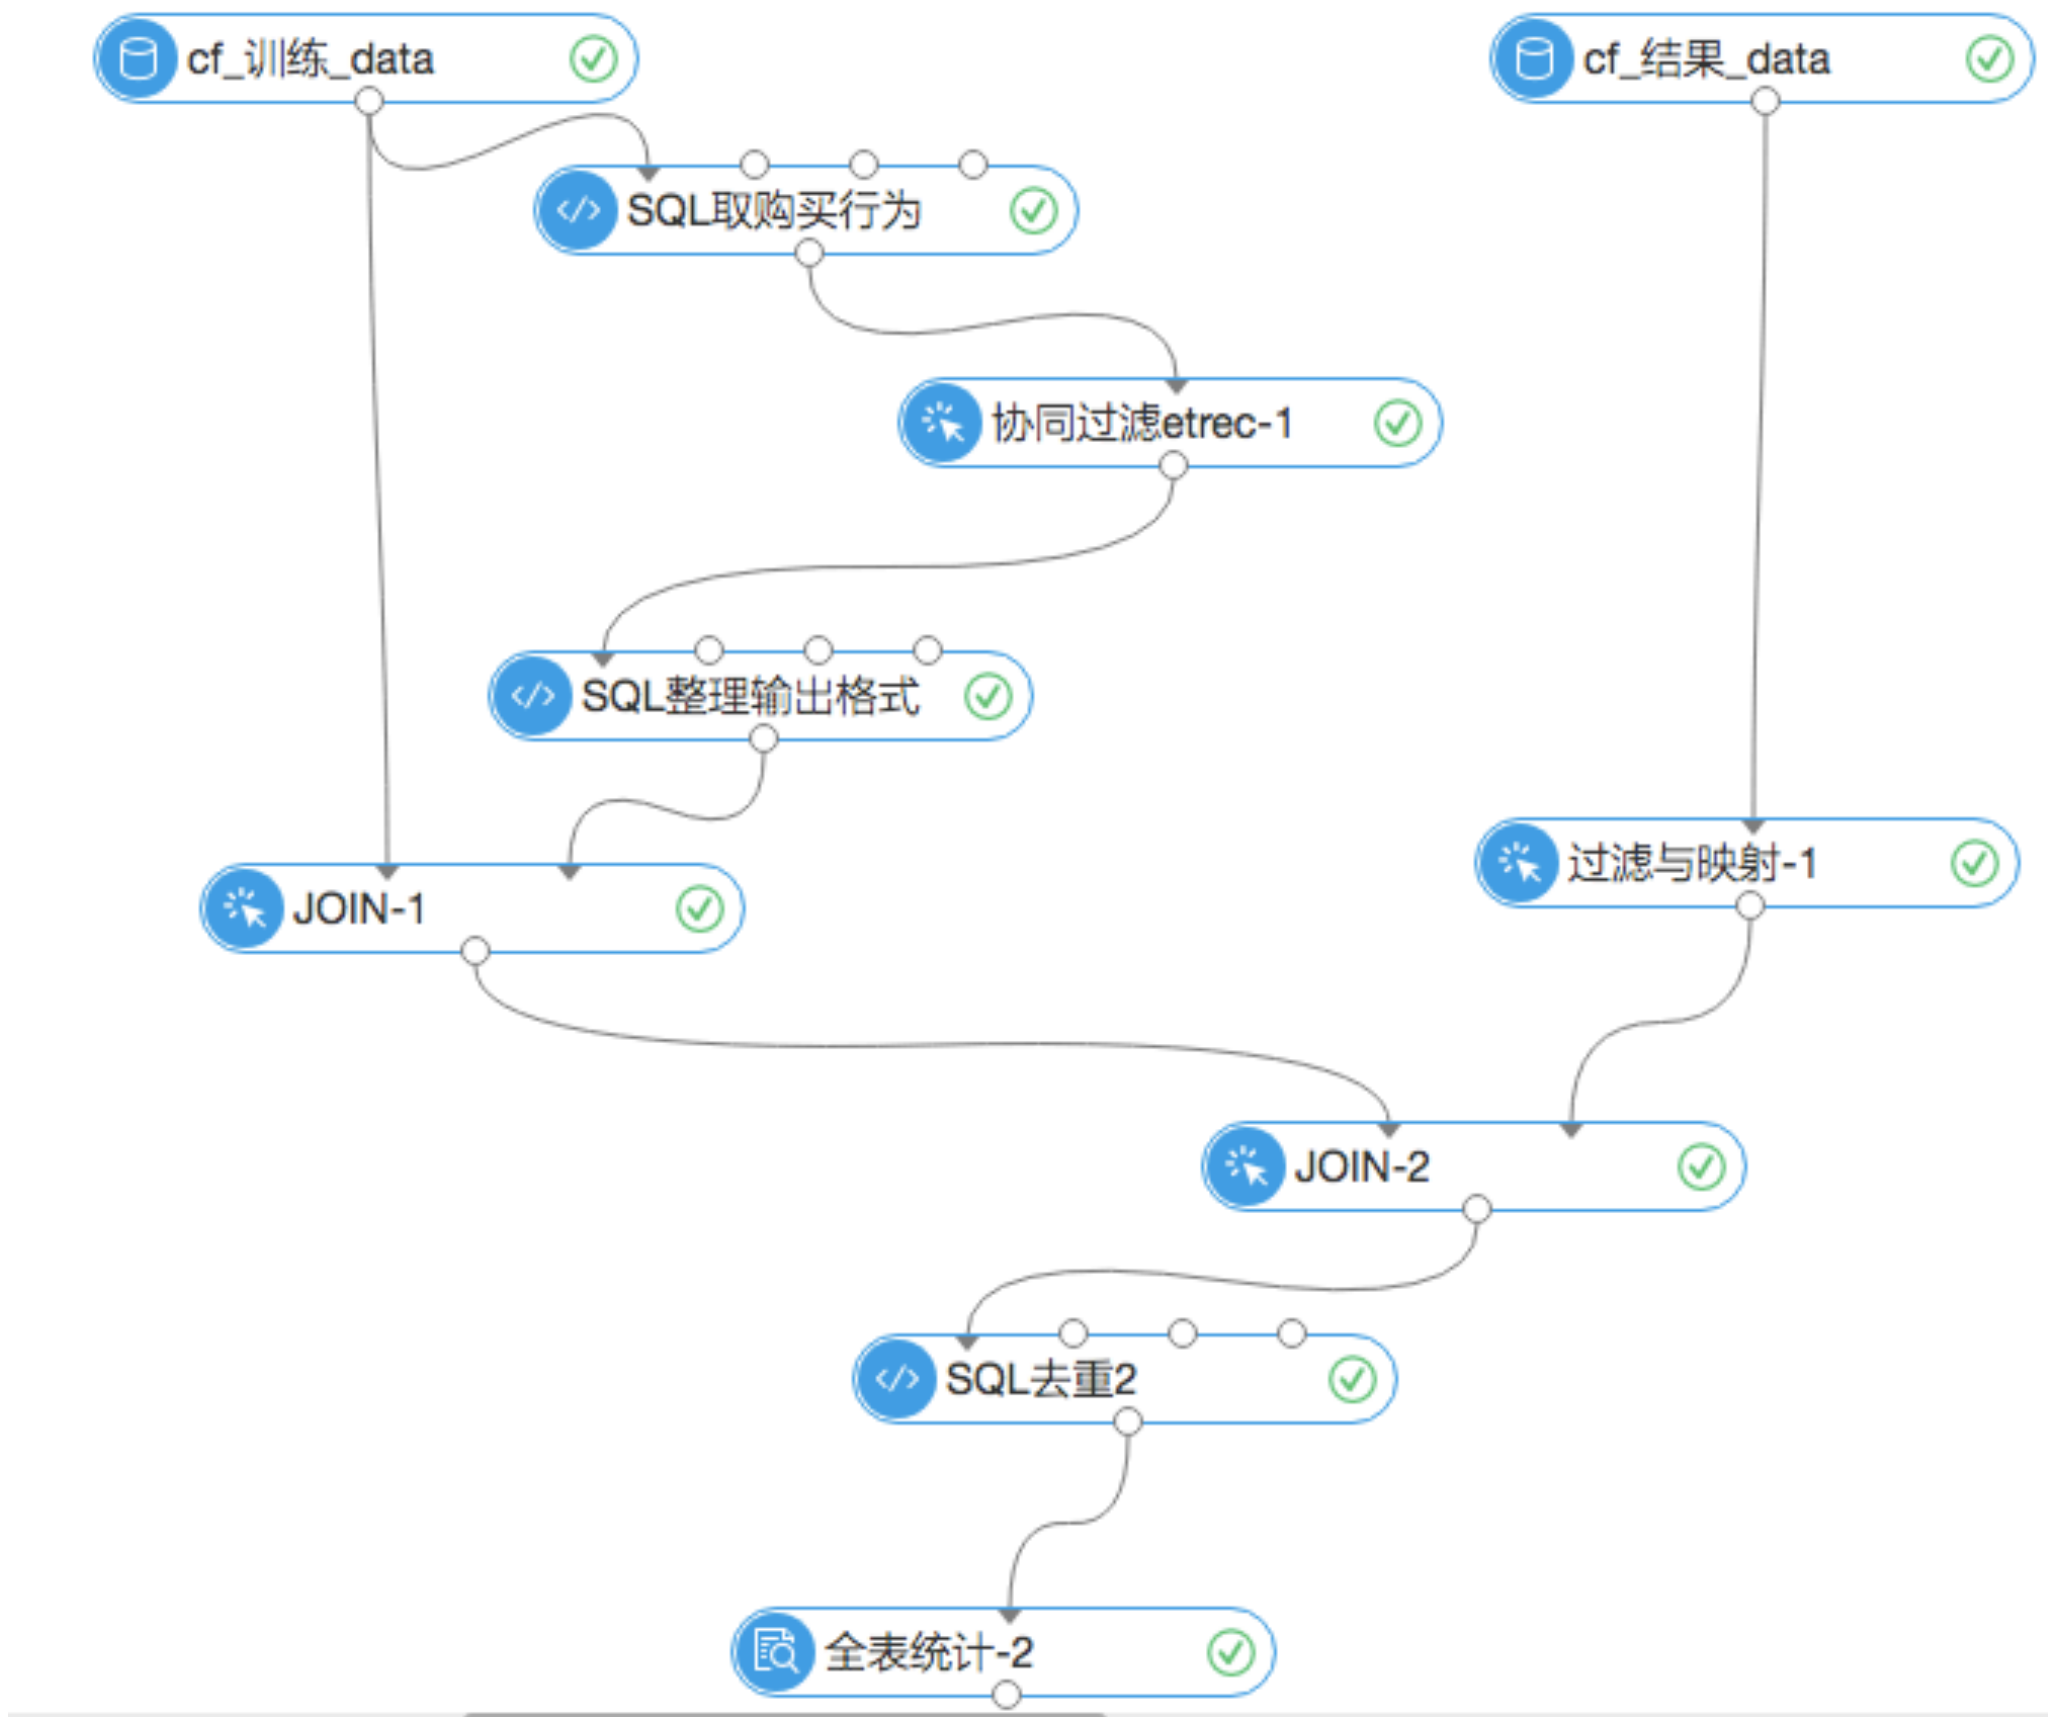 cf_训练_data
cf_结果_data
SQL取购买行为
协同过滤etrec-1
SQL整理输出格式
过滤与映射-1
JOIN-1
JOIN-2
SQL去重2
全表统计-2